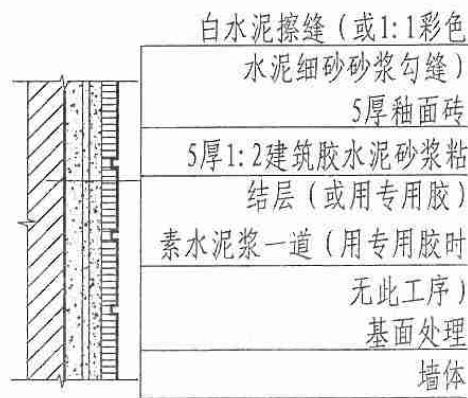 白水泥擦缝(或1:1彩色
水泥细砂砂浆勾缝)
5厚釉面砖
5厚1:2建筑胶水泥砂浆粘
结层(或用专用胶)
素水泥浆一道(用专用胶时
无此工序)
基面处理
墙体